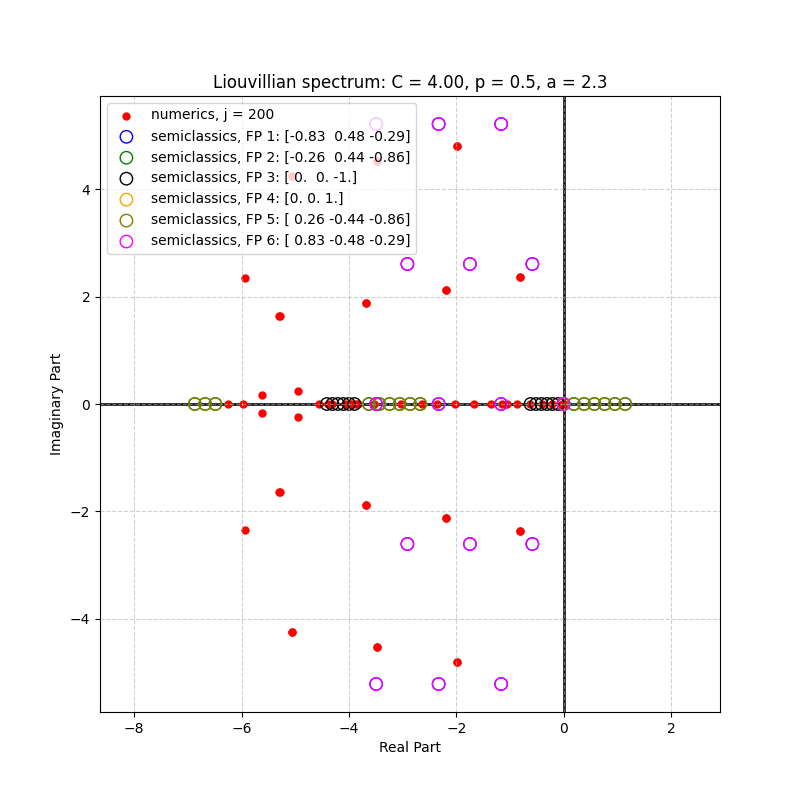 Liouvillian spectrum: C = 4.00, p = 0.5, a = 2.3
numerics, j = 200
semiclassics, FP 1: [-0.83  0.48 -0.29]
semiclassics, FP 2: [-0.26  0.44 -0.86]
semiclassics, FP 3: [ 0.  0. -1.]
semiclassics, FP 4: [0. 0. 1.]
semiclassics, FP 5: [ 0.26 -0.44 -0.86]
semiclassics, FP 6: [ 0.83 -0.48 -0.29]
4
2
0
−2
−4
Imaginary Part
−8 −6 −4 −2 0 2
Real Part